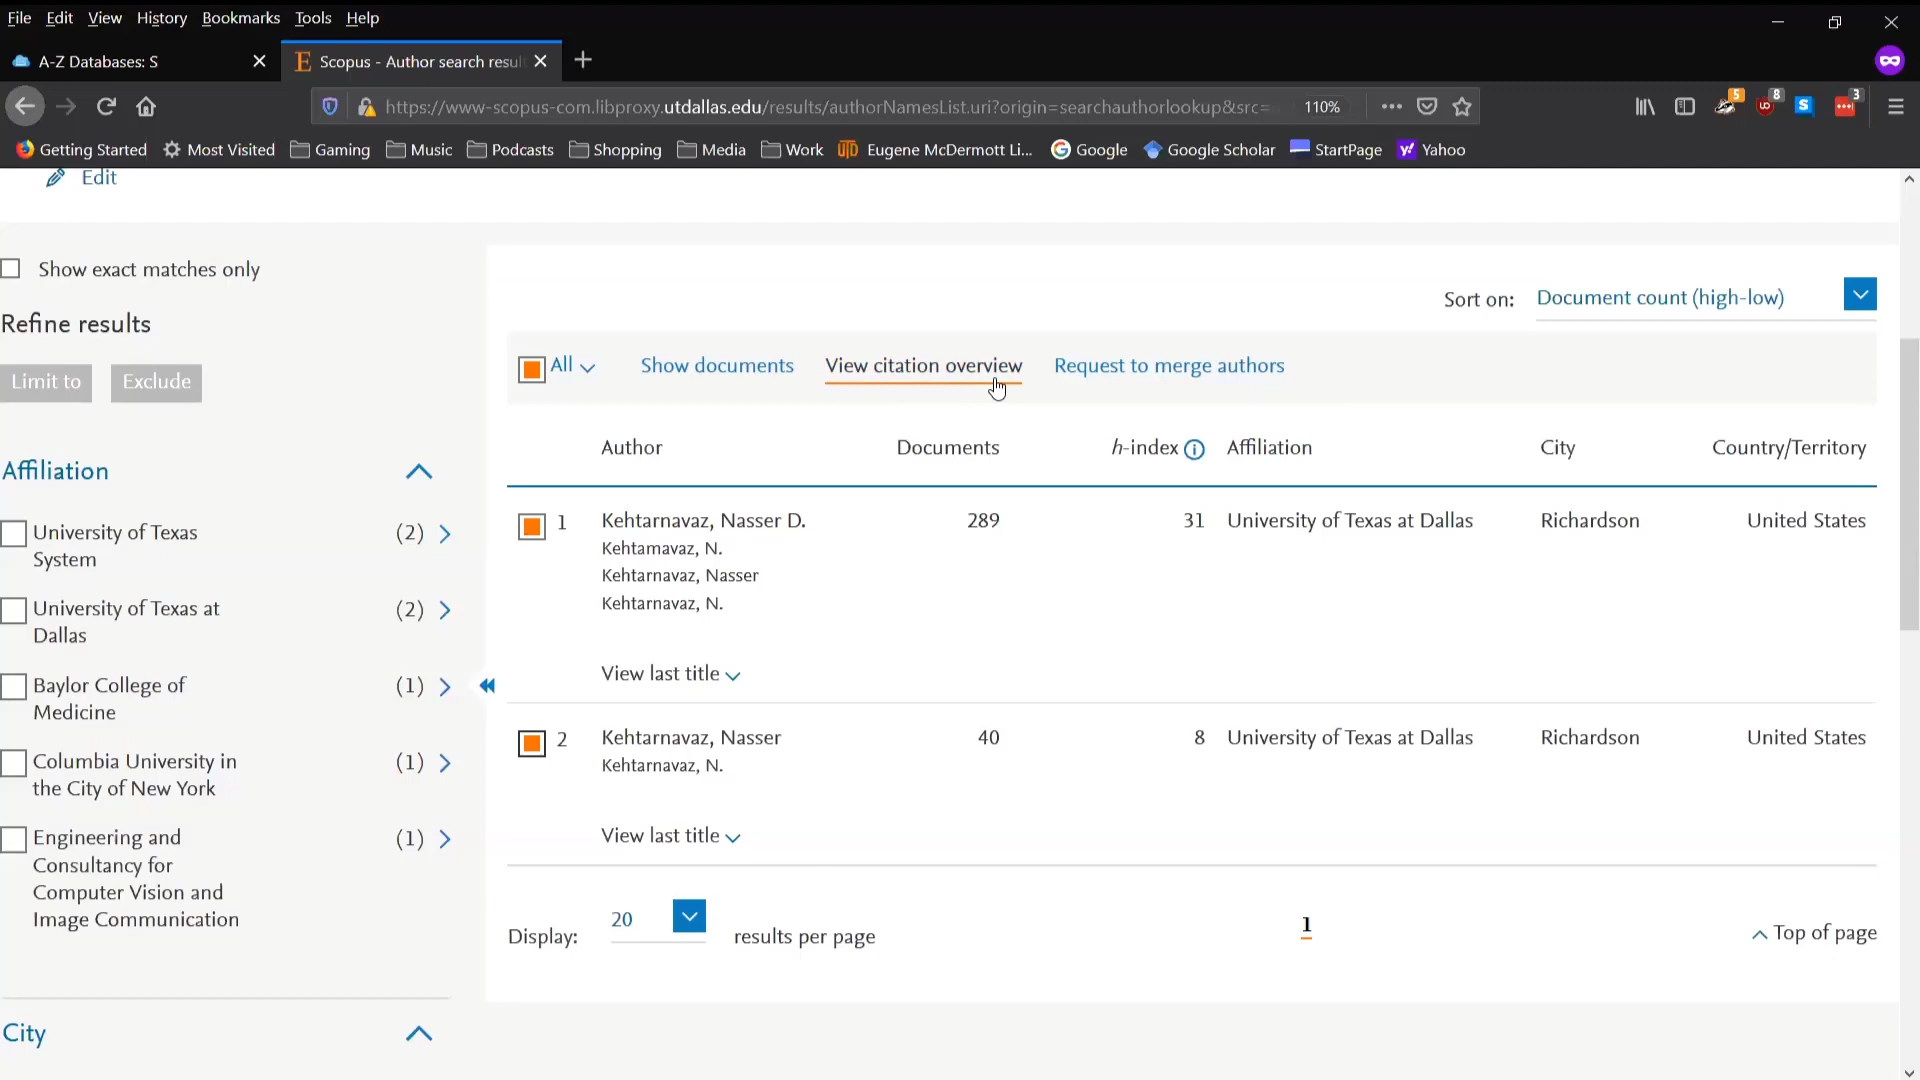 File Edit View History Bookmarks Tools Help
A-Z Databases: S
E Scopus - Author search resul
https://www-scopus-com.libproxy.utdallas.edu/results/authorNamesList.uri?origin=searchauthorlookup&src=
110%
5
8
S
3
Getting Started Most Visited Gaming Music Podcasts Shopping Media Work UTD Eugene McDermott Li... Google Google Scholar StartPage Yahoo
Edit
Show exact matches only
Refine results
Limit to Exclude
Affiliation
University of Texas System (2)
University of Texas at Dallas (2)
Baylor College of Medicine (1)
Columbia University in the City of New York (1)
Engineering and Consultancy for Computer Vision and Image Communication (1)
City
Sort on: Document count (high-low)
All Show documents View citation overview Request to merge authors
Author Documents h-index i Affiliation City Country/Territory
1 Kehtarnavaz, Nasser D. 289 31 University of Texas at Dallas Richardson United States
Kehtamavaz, N.
Kehtarnavaz, Nasser
Kehtarnavaz, N.
View last title
2 Kehtarnavaz, Nasser 40 8 University of Texas at Dallas Richardson United States
Kehtarnavaz, N.
View last title
Display: 20 results per page 1 Top of page